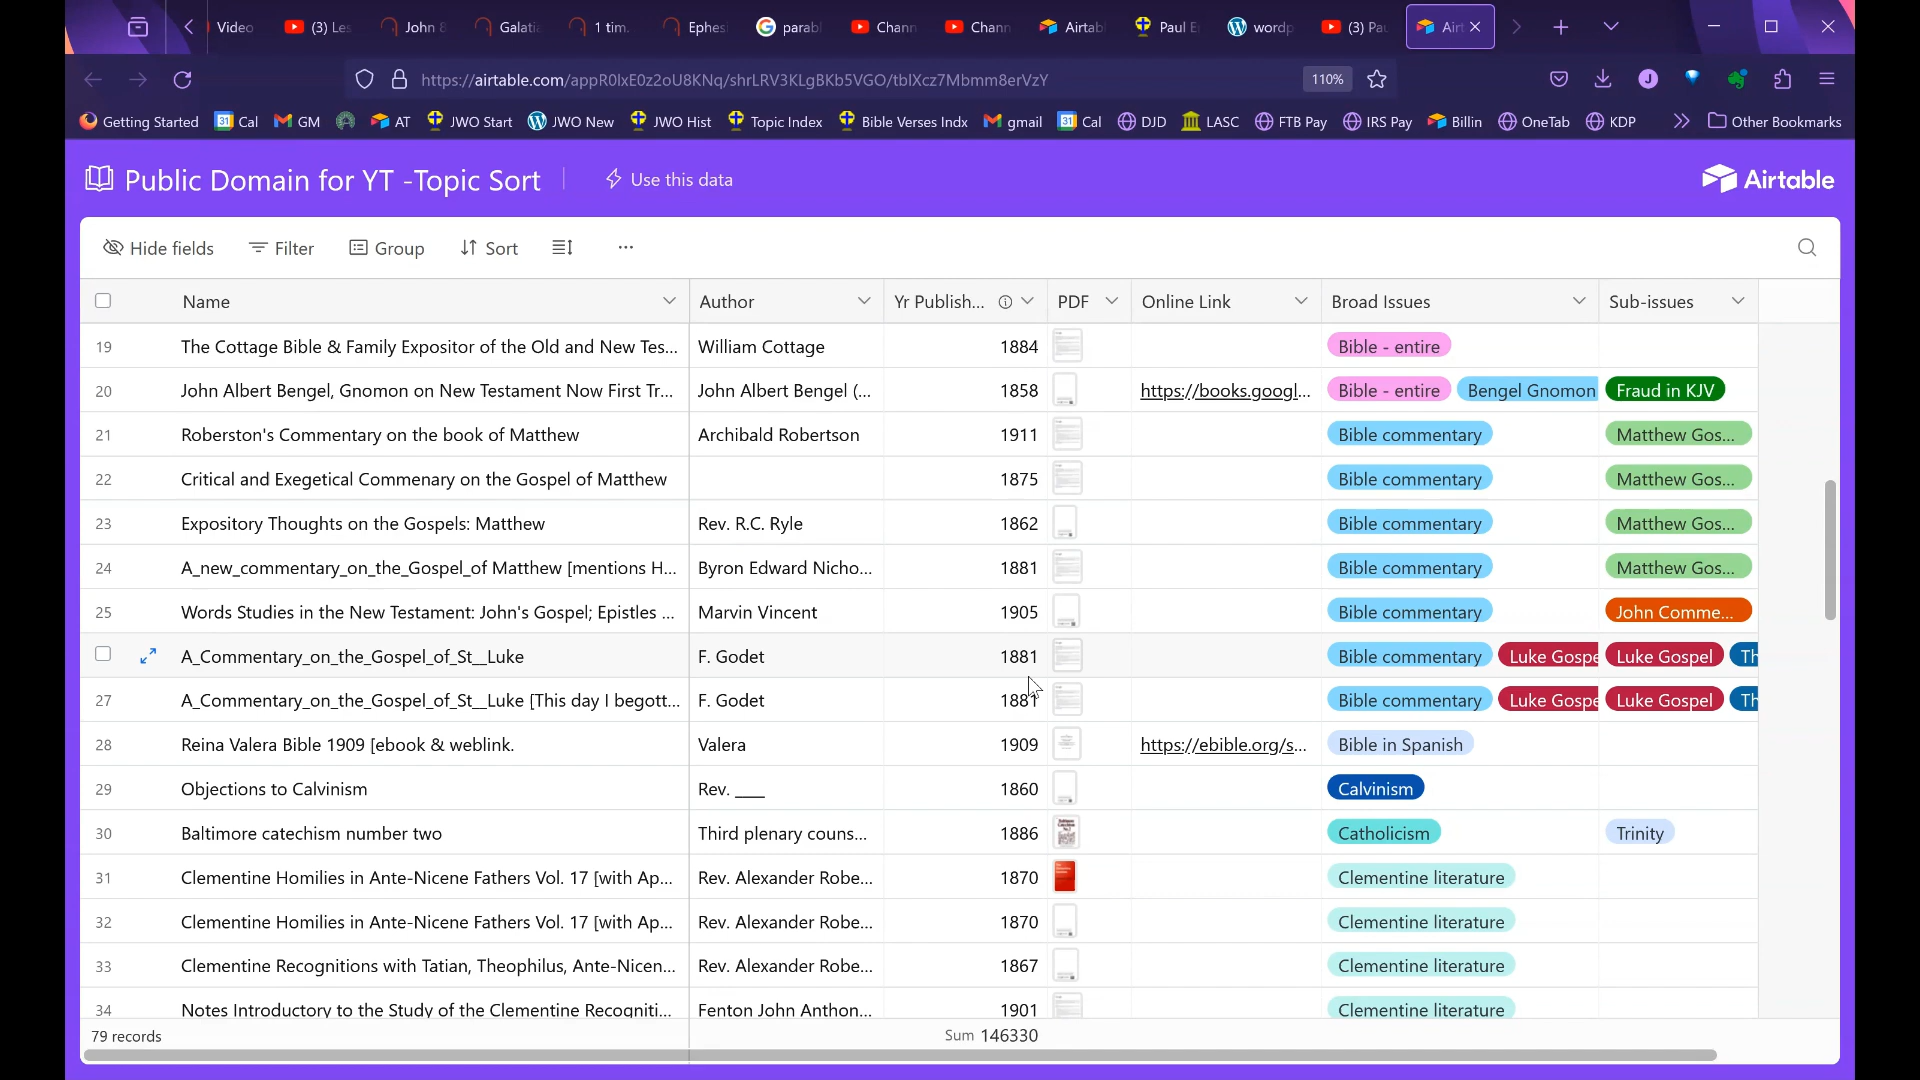 Video (3) Les John 8 Galati 1 tim. Ephes parabl Chann Chann Airtabl Paul E wordp (3) Pau Airt
https://airtable.com/appR0lxE0z2oU8KNq/shrLRV3KLgBKb5VGO/tblXcz7Mbmm8erVzY 110% J
Getting Started 31 Cal GM AT JWO Start JWO New JWO Hist Topic Index Bible Verses Indx gmail 31 Cal DJD LASC FTB Pay IRS Pay Billin OneTab KDP Other Bookmarks
Public Domain for YT -Topic Sort Use this data Airtable
Hide fields Filter Group Sort ...
Name Author Yr Publish... PDF Online Link Broad Issues Sub-issues
19 The Cottage Bible & Family Expositor of the Old and New Tes... William Cottage 1884 Bible - entire
20 John Albert Bengel, Gnomon on New Testament Now First Tr... John Albert Bengel (... 1858 https://books.googl... Bible - entire Bengel Gnomon Fraud in KJV
21 Roberston's Commentary on the book of Matthew Archibald Robertson 1911 Bible commentary Matthew Gos...
22 Critical and Exegetical Commenary on the Gospel of Matthew 1875 Bible commentary Matthew Gos...
23 Expository Thoughts on the Gospels: Matthew Rev. R.C. Ryle 1862 Bible commentary Matthew Gos...
24 A_new_commentary_on_the_Gospel_of Matthew [mentions H... Byron Edward Nicho... 1881 Bible commentary Matthew Gos...
25 Words Studies in the New Testament: John's Gospel; Epistles ... Marvin Vincent 1905 Bible commentary John Comme...
A_Commentary_on_the_Gospel_of_St__Luke F. Godet 1881 Bible commentary Luke Gospe Luke Gospel Th
27 A_Commentary_on_the_Gospel_of_St__Luke [This day I begott... F. Godet 1881 Bible commentary Luke Gospe Luke Gospel Th
28 Reina Valera Bible 1909 [ebook & weblink. Valera 1909 https://ebible.org/s... Bible in Spanish
29 Objections to Calvinism Rev. ___ 1860 Calvinism
30 Baltimore catechism number two Third plenary couns... 1886 Catholicism Trinity
31 Clementine Homilies in Ante-Nicene Fathers Vol. 17 [with Ap... Rev. Alexander Robe... 1870 Clementine literature
32 Clementine Homilies in Ante-Nicene Fathers Vol. 17 [with Ap... Rev. Alexander Robe... 1870 Clementine literature
33 Clementine Recognitions with Tatian, Theophilus, Ante-Nicen... Rev. Alexander Robe... 1867 Clementine literature
34 Notes Introductory to the Study of the Clementine Recogniti... Fenton John Anthon... 1901 Clementine literature
79 records Sum 146330